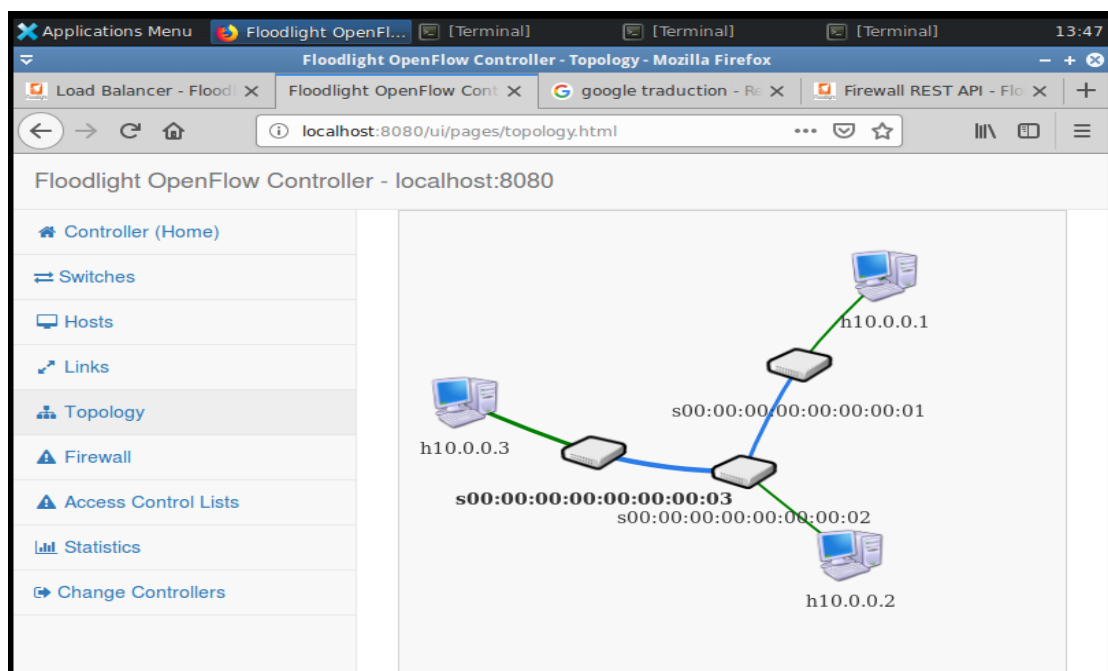 Applications Menu Floodlight OpenFl... [Terminal] [Terminal] [Terminal] 13:47
Floodlight OpenFlow Controller - Topology - Mozilla Firefox
Load Balancer - Floodl Floodlight OpenFlow Cont google traduction - Re Firewall REST API - Flo
localhost:8080/ui/pages/topology.html
Floodlight OpenFlow Controller - localhost:8080
Controller (Home)
Switches
Hosts
Links
Topology
Firewall
Access Control Lists
Statistics
Change Controllers
h10.0.0.1
s00:00:00:00:00:00:00:01
h10.0.0.3
s00:00:00:00:00:00:00:03
s00:00:00:00:00:00:00:02
h10.0.0.2